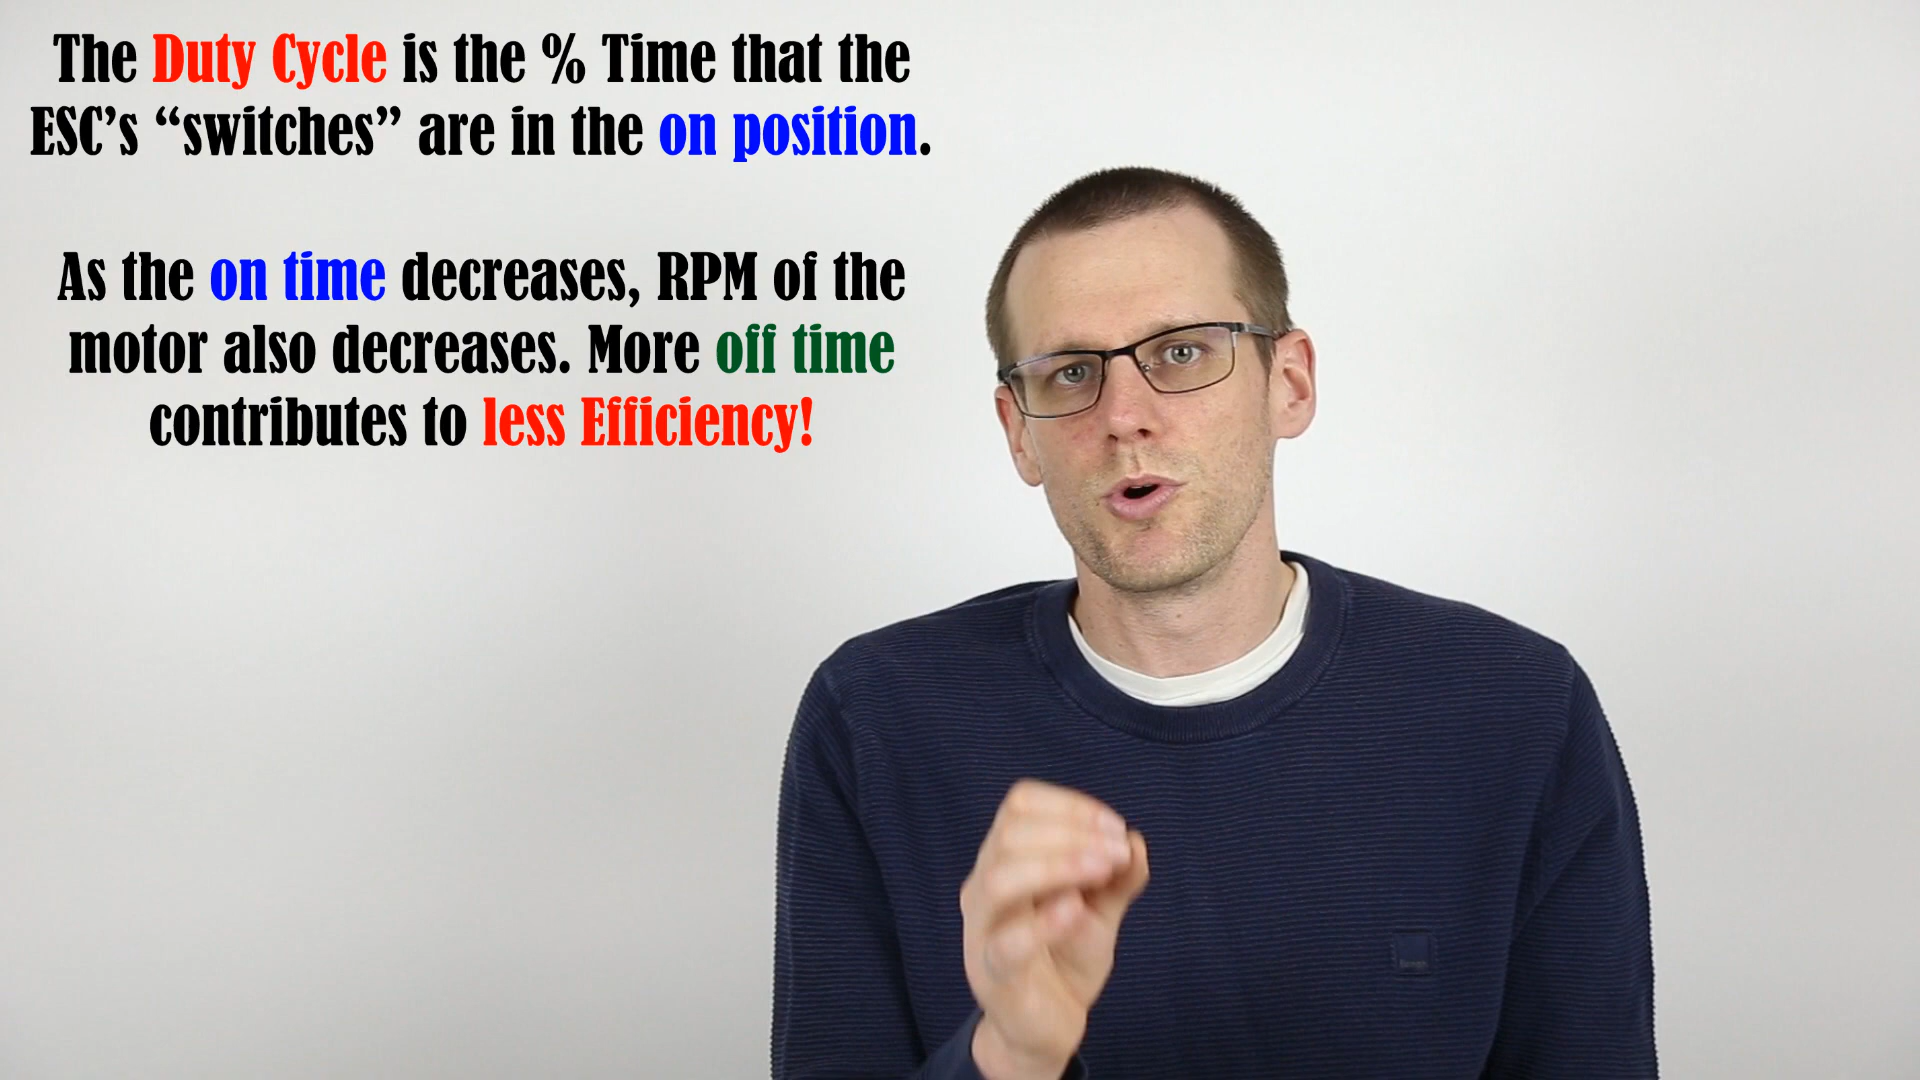 The Duty Cycle is the % Time that the
ESC’s “switches” are in the on position.
As the on time decreases, RPM of the
motor also decreases. More off time
contributes to less Efficiency!